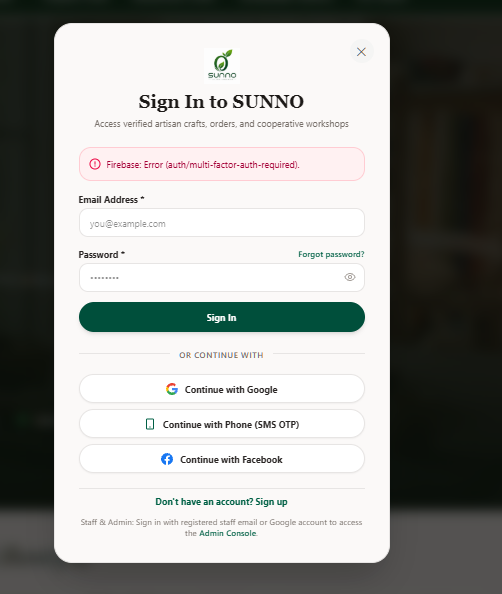 SUNNO
Sign In to SUNNO
Access verified artisan crafts, orders, and cooperative workshops
Firebase: Error (auth/multi-factor-auth-required).
Email Address *
you@example.com
Password *
Forgot password?
••••••••
Sign In
OR CONTINUE WITH
Continue with Google
Continue with Phone (SMS OTP)
Continue with Facebook
Don't have an account? Sign up
Staff & Admin: Sign in with registered staff email or Google account to access
the Admin Console.